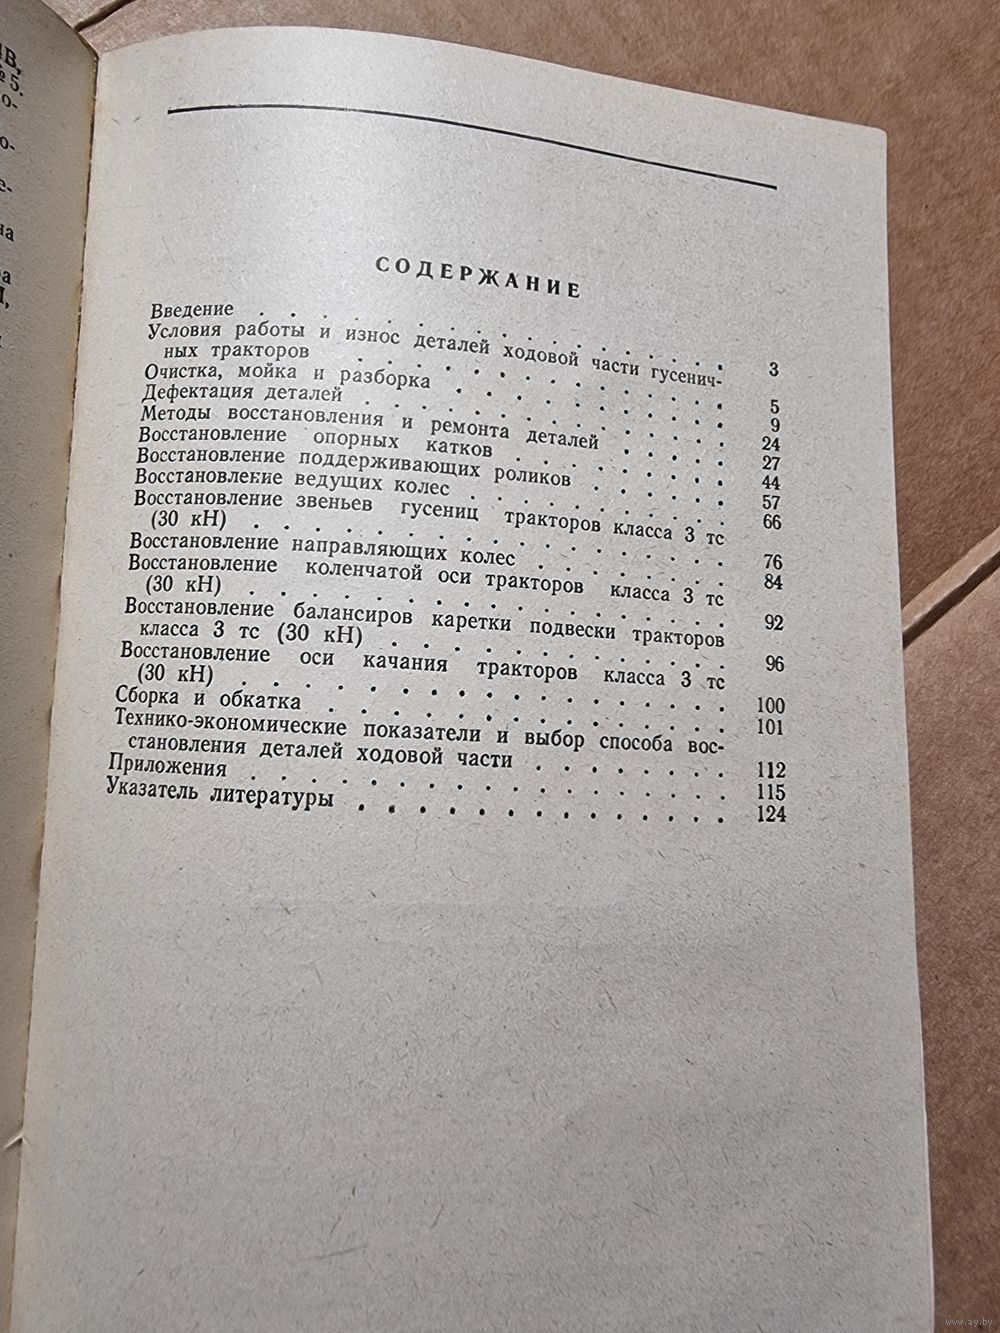 СОДЕРЖАНИЕ
Введение . . . . . . . . . . . . . . . 3
Условия работы и износ деталей ходовой части гусенич-
ных тракторов . . . . . . . . . . . . 5
Очистка, мойка и разборка . . . . . . . . . 9
Дефектация деталей . . . . . . . . . . . . 24
Методы восстановления и ремонта деталей . . . . . 27
Восстановление опорных катков . . . . . . . . 44
Восстановление поддерживающих роликов . . . . . 57
Восстановление ведущих колес . . . . . . . . . 66
Восстановление звеньев гусениц тракторов класса 3 тс
(30 кН) . . . . . . . . . . . . . . . 76
Восстановление направляющих колес . . . . . . . 84
Восстановление коленчатой оси тракторов класса 3 тс
(30 кН) . . . . . . . . . . . . . . . 92
Восстановление балансиров каретки подвески тракторов
класса 3 тс (30 кН) . . . . . . . . . . . 96
Восстановление оси качания тракторов класса 3 тс
(30 кН) . . . . . . . . . . . . . . . 100
Сборка и обкатка . . . . . . . . . . . . . 101
Технико-экономические показатели и выбор способа вос-
становления деталей ходовой части . . . . . . . 112
Приложения . . . . . . . . . . . . . . . 115
Указатель литературы . . . . . . . . . . . . 124
www.ay.by